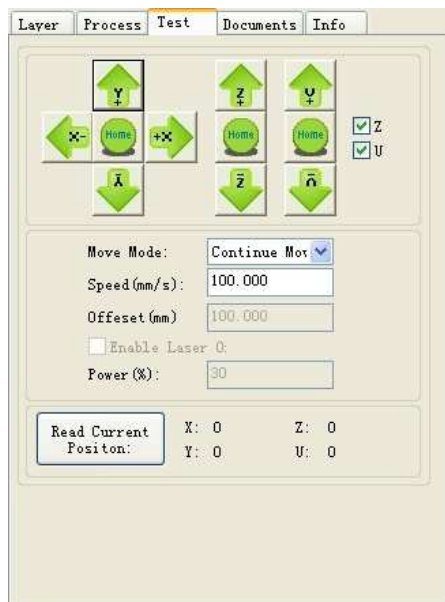 Layer Process Test Documents Info
Y+ Z+ U+
X- Home +X Home Home Z
U
Y- Z- U-
Move Mode: Continue Mov
Speed(mm/s): 100.000
Offeset(mm) 100.000
Enable Laser O:
Power(%): 30
Read Current Positon: X: 0 Z: 0
Y: 0 U: 0